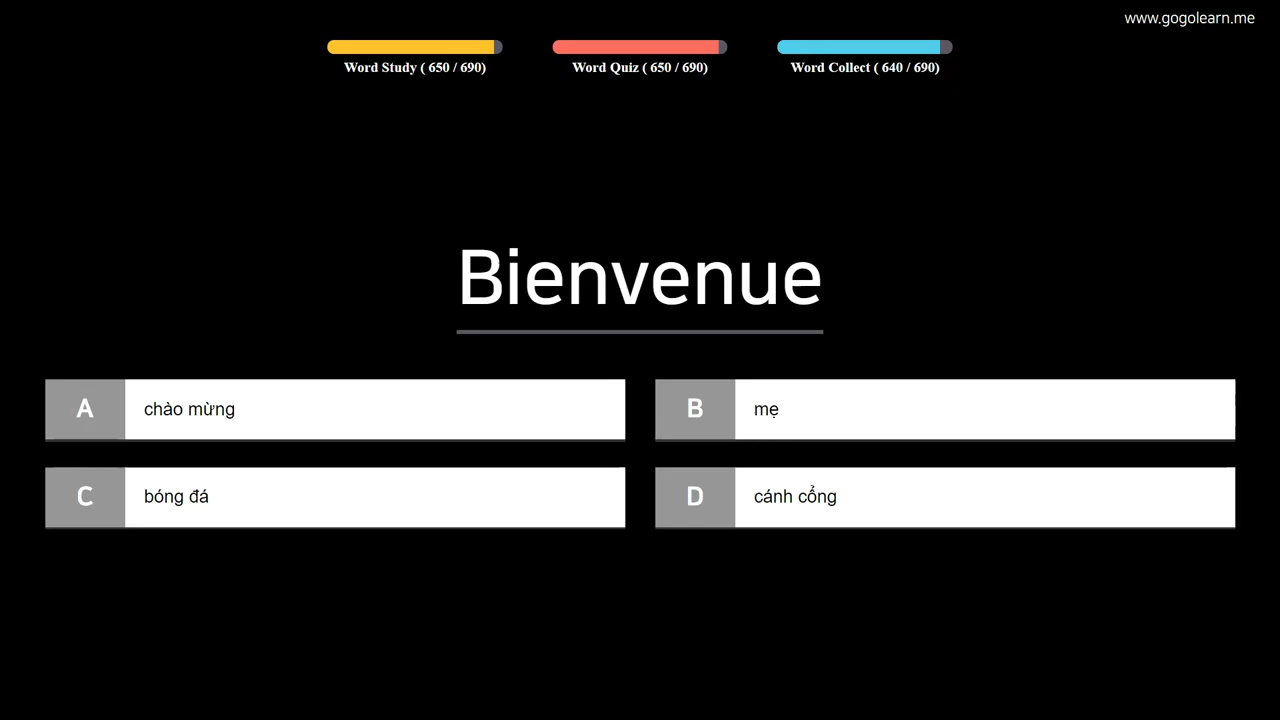 www.gogolearn.me
Word Study ( 650 / 690)
Word Quiz ( 650 / 690)
Word Collect ( 640 / 690)
Bienvenue
A chào mừng
B mẹ
C bóng đá
D cánh cổng